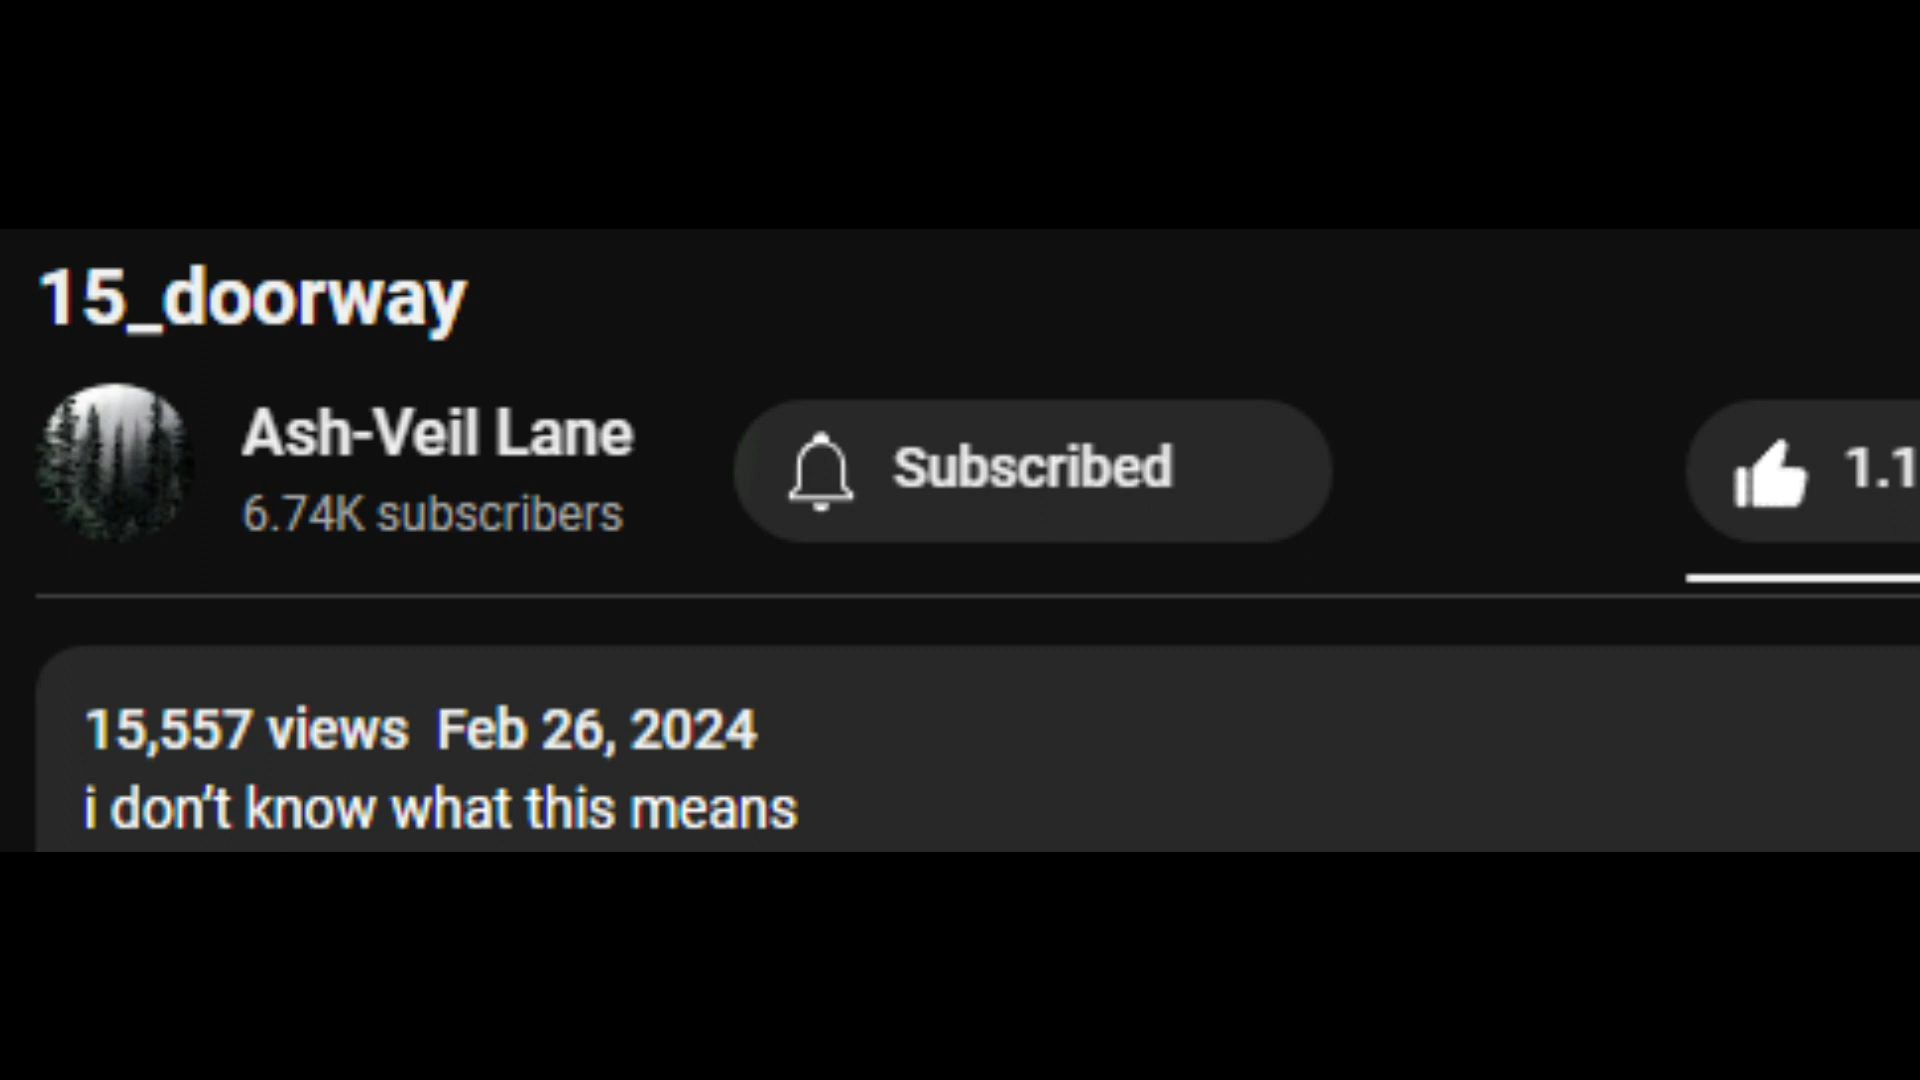 15_doorway
Ash-Veil Lane
6.74K subscribers
Subscribed
1.1
15,557 views  Feb 26, 2024
i don't know what this means